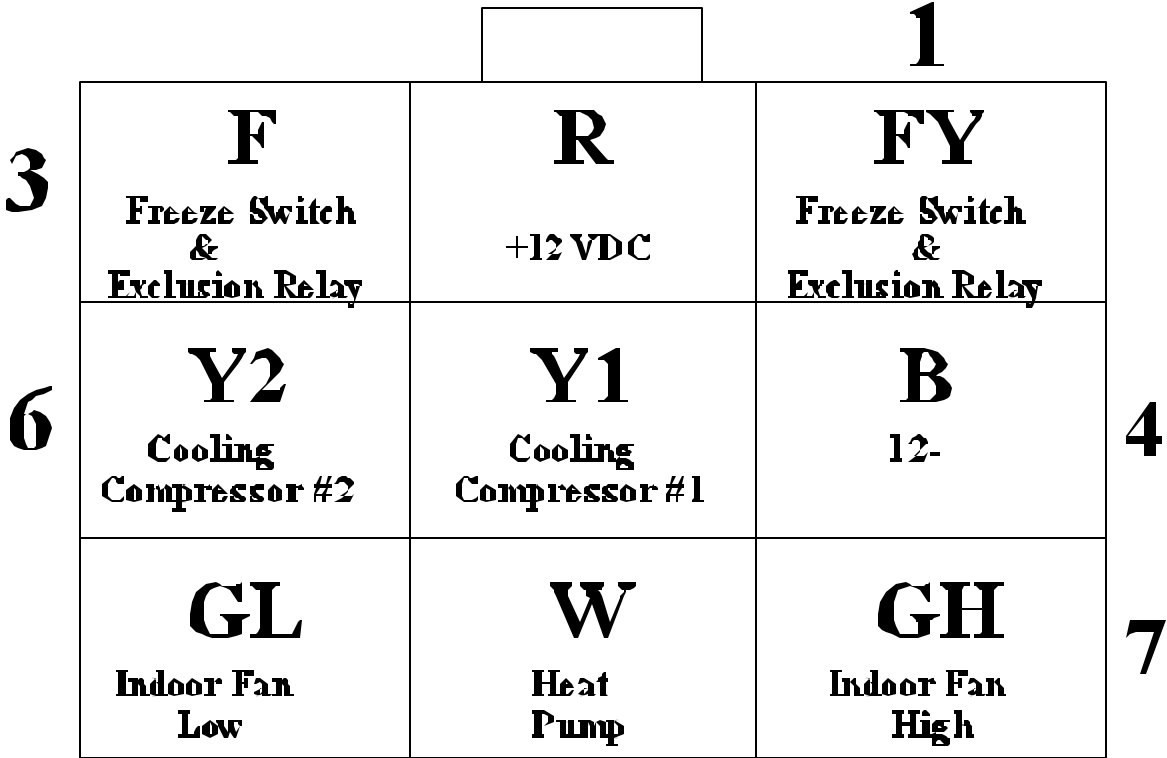 1
3
F
R
FY
Freeze Switch
&
Exclusion Relay
+12 VDC
Freeze Switch
&
Exclusion Relay
6
Y2
Cooling
Compressor #2
Y1
Cooling
Compressor #1
B
12-
4
GL
Indoor Fan
Low
W
Heat
Pump
GH
Indoor Fan
High
7